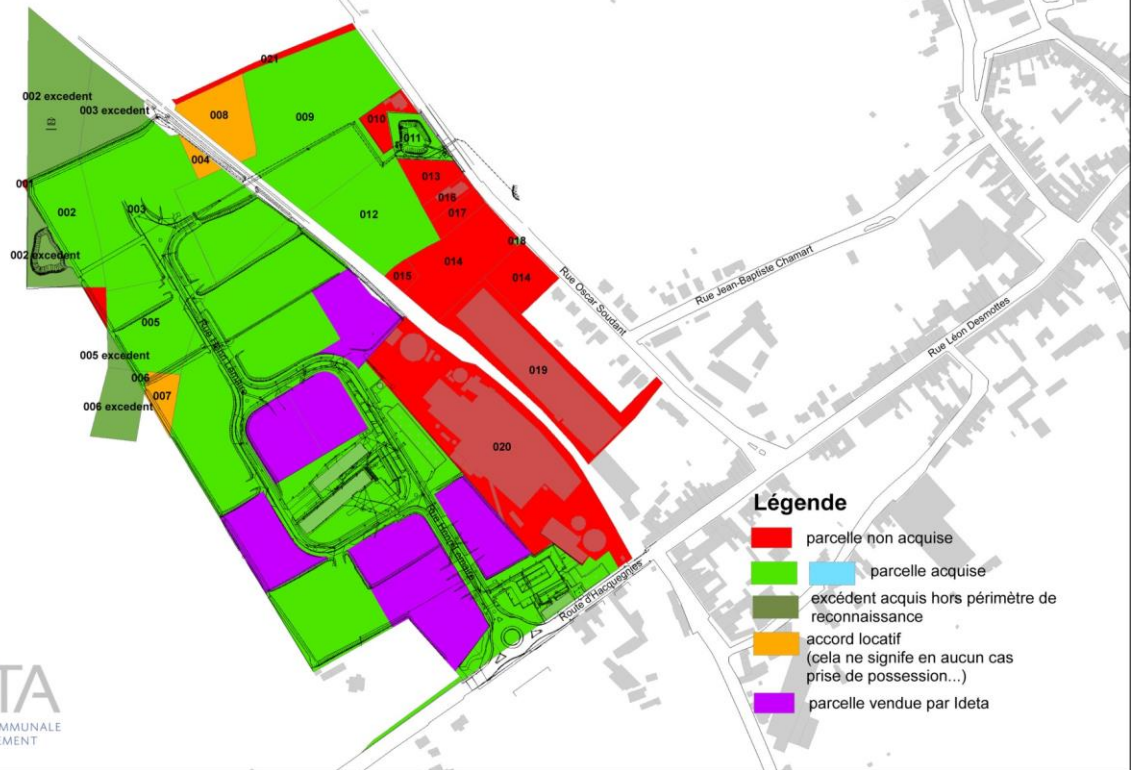 021
002 excedent
003 excedent
008
009
010
011
004
013
001
002
003
016
012
017
018
002 excedent
015
014
014
Rue Oscar Soudant
Rue Jean-Baptiste Chamart
Rue Léon Desmottes
005
005 excedent
006
007
006 excedent
019
020
Route d'Hacquegnies
Légende
parcelle non acquise
parcelle acquise
excédent acquis hors périmètre de
reconnaissance
accord locatif
(cela ne signife en aucun cas
prise de possession...)
parcelle vendue par Ideta
TA
MMUNALE
EMENT